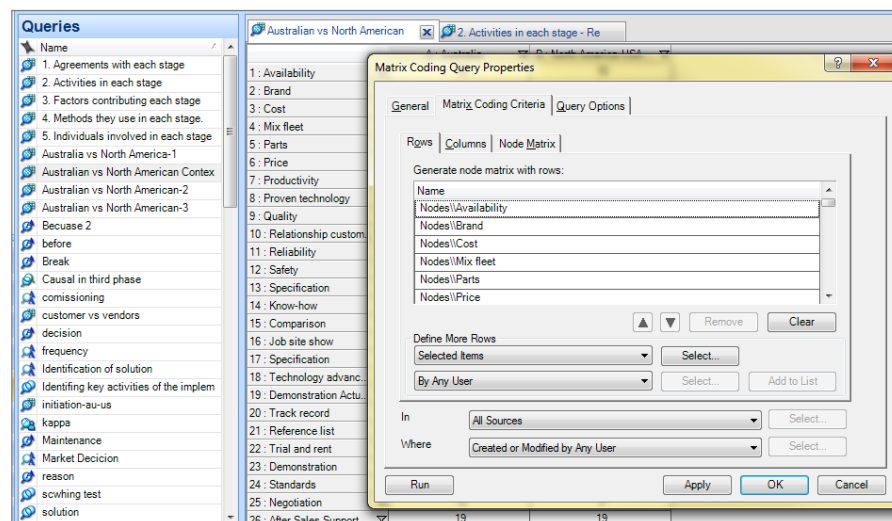 Queries
Name
1. Agreements with each stage
2. Activities in each stage
3. Factors contributing each stage
4. Methods they use in each stage.
5. Individuals involved in each stage
Australia vs North America-1
Australian vs North American Contex
Australian vs North American-2
Australian vs North American-3
Becuase 2
before
Break
Causal in third phase
comissioning
customer vs vendors
decision
frequency
Identification of solution
Identifing key activities of the implem
initiation-au-us
kappa
Maintenance
Market Decicion
reason
scwhing test
solution
Australian vs North American
2. Activities in each stage - Re
1 : Availability
2 : Brand
3 : Cost
4 : Mix fleet
5 : Parts
6 : Price
7 : Productivity
8 : Proven technology
9 : Quality
10 : Relationship custom
11 : Reliability
12 : Safety
13 : Specification
14 : Know-how
15 : Comparison
16 : Job site show
17 : Specification
18 : Technology advanc...
19 : Demonstration Actu...
20 : Track record
21 : Reference list
22 : Trial and rent
23 : Demonstration
24 : Standards
25 : Negotiation
26 : After Sales Support
19 19
Matrix Coding Query Properties
General Matrix Coding Criteria Query Options
Rows Columns Node Matrix
Generate node matrix with rows:
Name
Nodes\\Availability
Nodes\\Brand
Nodes\\Cost
Nodes\\Mix fleet
Nodes\\Parts
Nodes\\Price
Remove Clear
Define More Rows
Selected Items Select...
By Any User Select... Add to List
In All Sources Select...
Where Created or Modified by Any User Select...
Run Apply OK Cancel